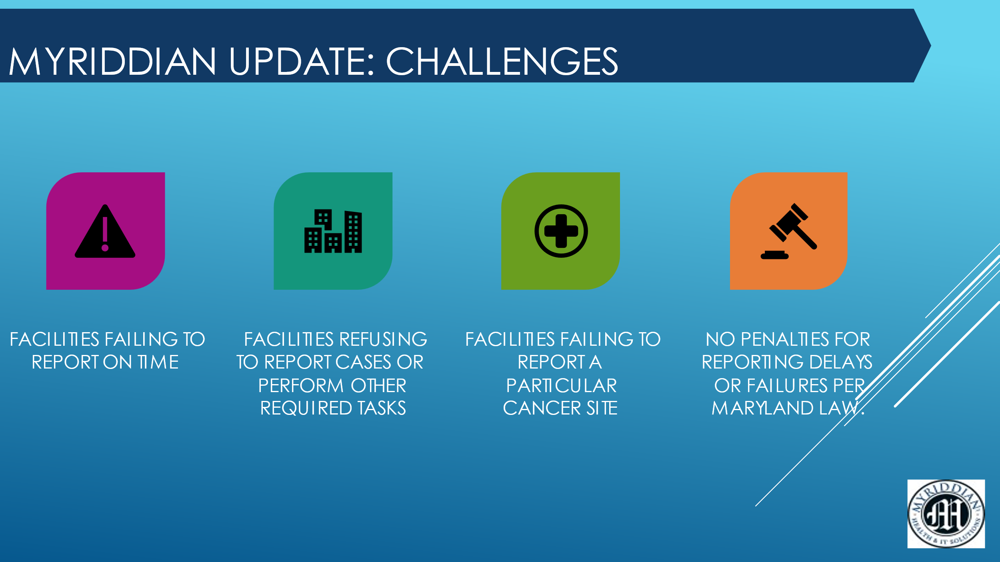 MYRIDDIAN UPDATE: CHALLENGES
FACILITIES FAILING TO
REPORT ON TIME
FACILITIES REFUSING
TO REPORT CASES OR
PERFORM OTHER
REQUIRED TASKS
FACILITIES FAILING TO
REPORT A
PARTICULAR
CANCER SITE
NO PENALTIES FOR
REPORTING DELAYS
OR FAILURES PER
MARYLAND LAW.
MYRIDDIAN
HEALTH & IT SOLUTIONS